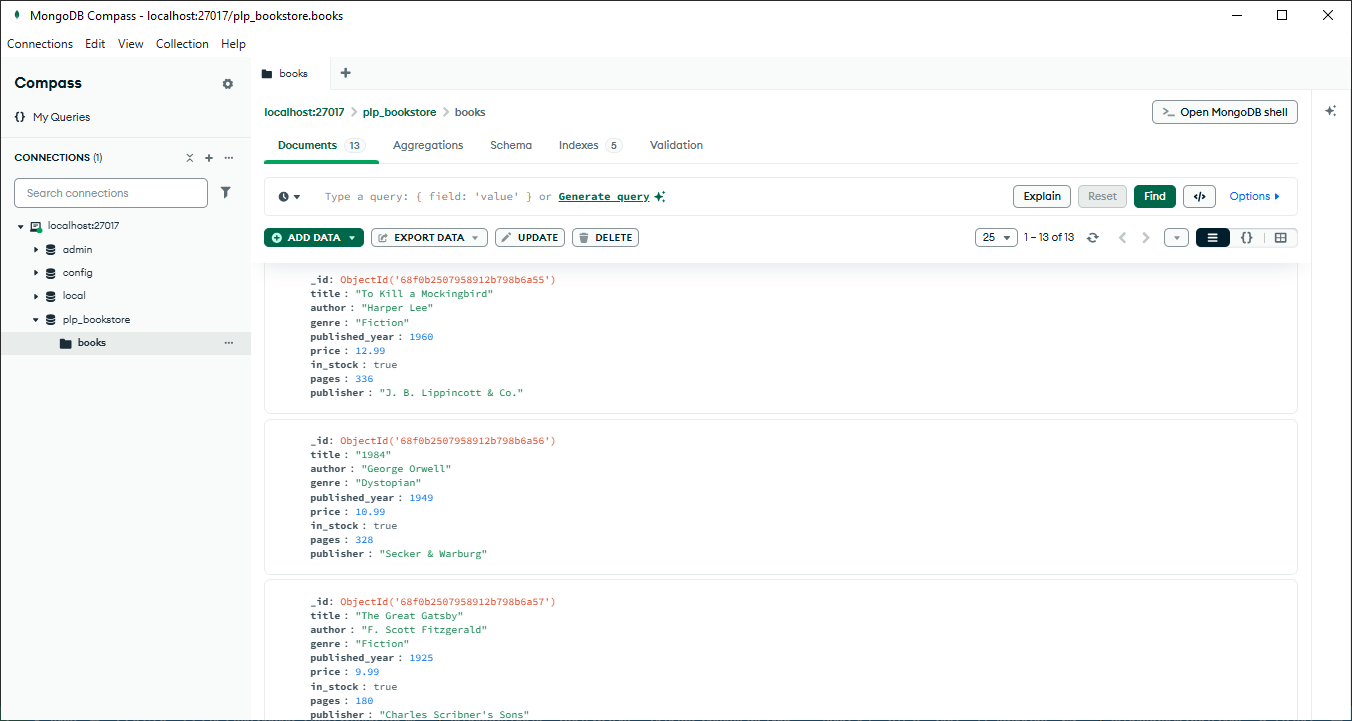 MongoDB Compass - localhost:27017/plp_bookstore.books
Connections Edit View Collection Help
Compass
{} My Queries
CONNECTIONS (1)
Search connections
localhost:27017
admin
config
local
plp_bookstore
books
books
localhost:27017 > plp_bookstore > books
>_ Open MongoDB shell
Documents 13 Aggregations Schema Indexes 5 Validation
Type a query: { field: 'value' } or Generate query
Explain Reset Find </> Options
ADD DATA EXPORT DATA UPDATE DELETE
25 1 – 13 of 13 {}
_id: ObjectId('68f0b2507958912b798b6a55')
title : "To Kill a Mockingbird"
author : "Harper Lee"
genre : "Fiction"
published_year : 1960
price : 12.99
in_stock : true
pages : 336
publisher : "J. B. Lippincott & Co."
_id: ObjectId('68f0b2507958912b798b6a56')
title : "1984"
author : "George Orwell"
genre : "Dystopian"
published_year : 1949
price : 10.99
in_stock : true
pages : 328
publisher : "Secker & Warburg"
_id: ObjectId('68f0b2507958912b798b6a57')
title : "The Great Gatsby"
author : "F. Scott Fitzgerald"
genre : "Fiction"
published_year : 1925
price : 9.99
in_stock : true
pages : 180
publisher : "Charles Scribner's Sons"